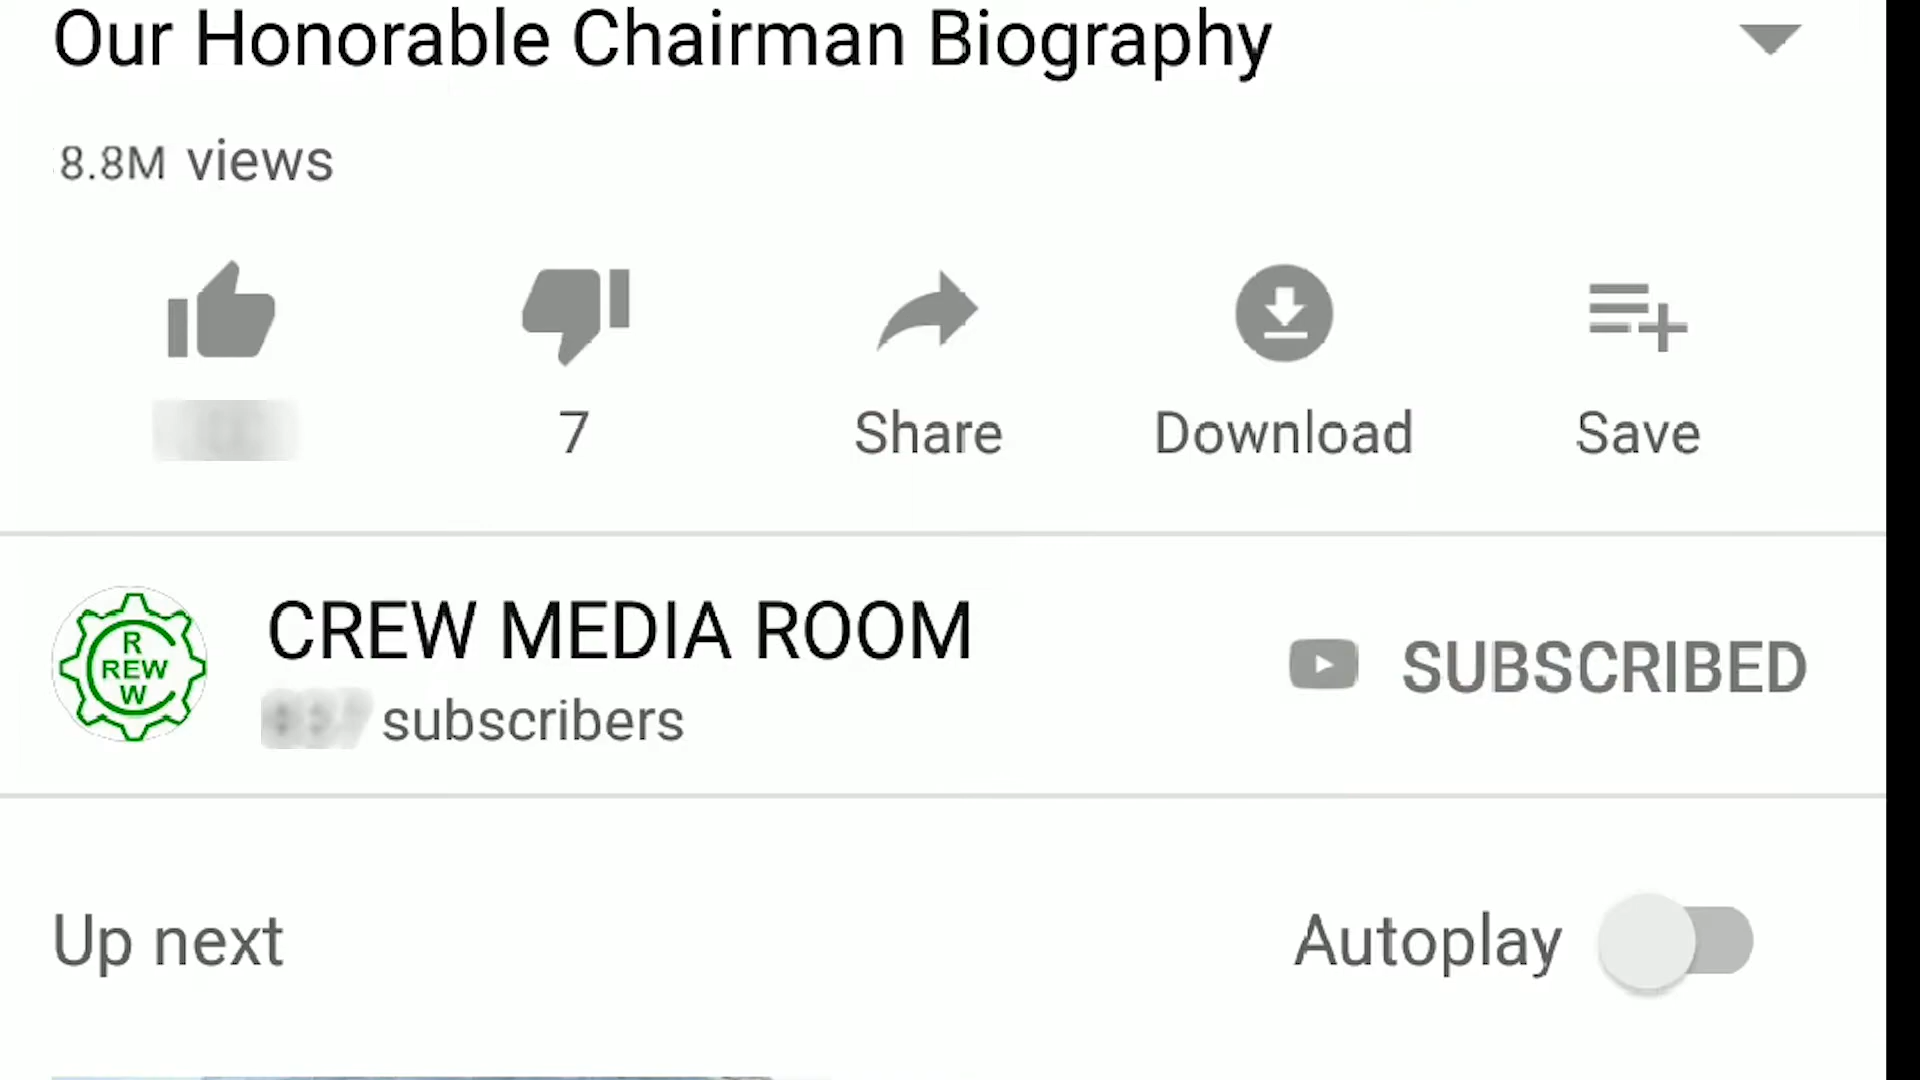 Our Honorable Chairman Biography
8.8M views
7
Share
Download
Save
R
REW
W
CREW MEDIA ROOM
subscribers
SUBSCRIBED
Up next
Autoplay